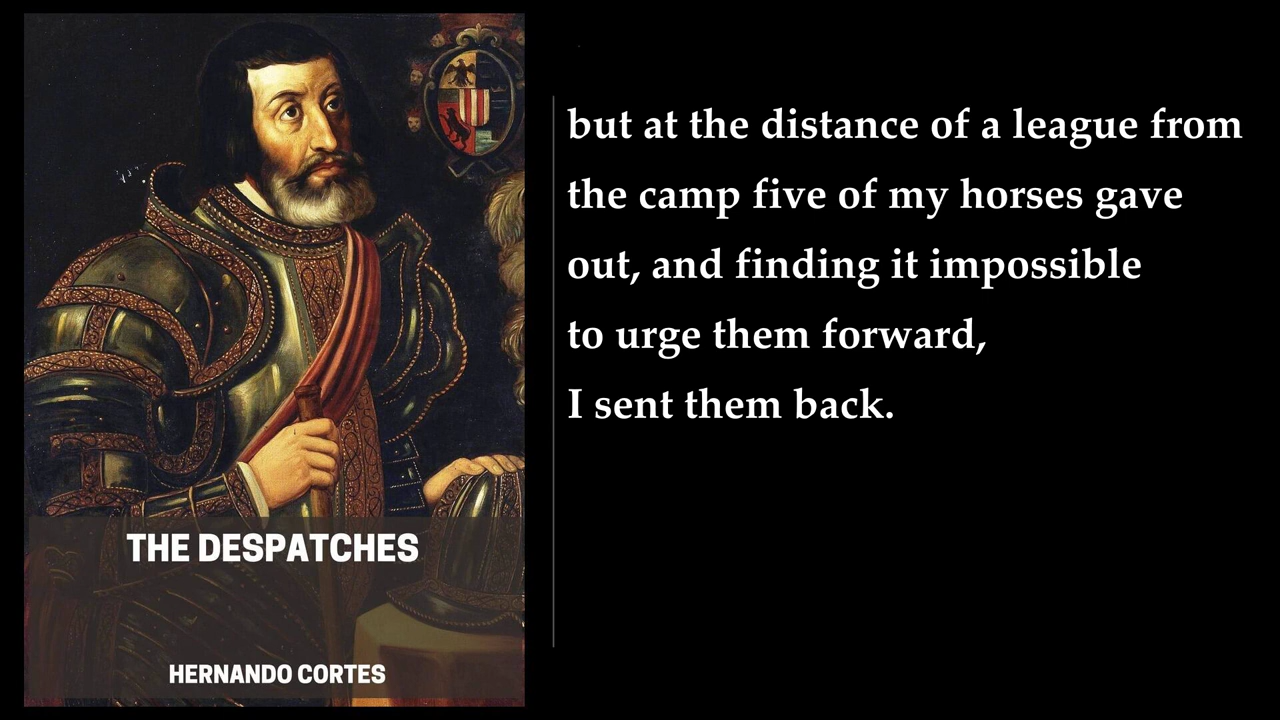 but at the distance of a league from
the camp five of my horses gave
out, and finding it impossible
to urge them forward,
I sent them back.
THE DESPATCHES
HERNANDO CORTES